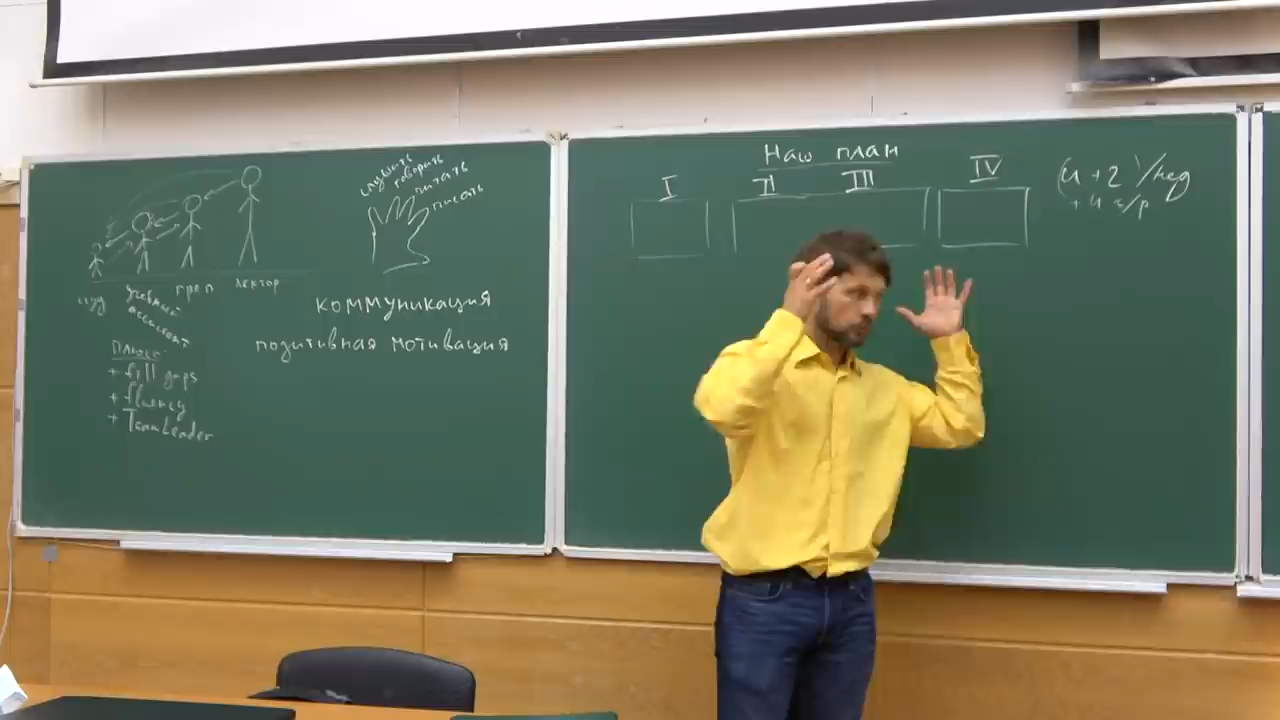 слушать
говорить
читать
писать
студ учебный ассистент преп лектор
коммуникация
позитивная мотивация
плюсы:
+ fill gaps
+ fluency
+ TeamLeader
Наш план
I II III IV
(4 + 2)/нед
+ 4 с/р